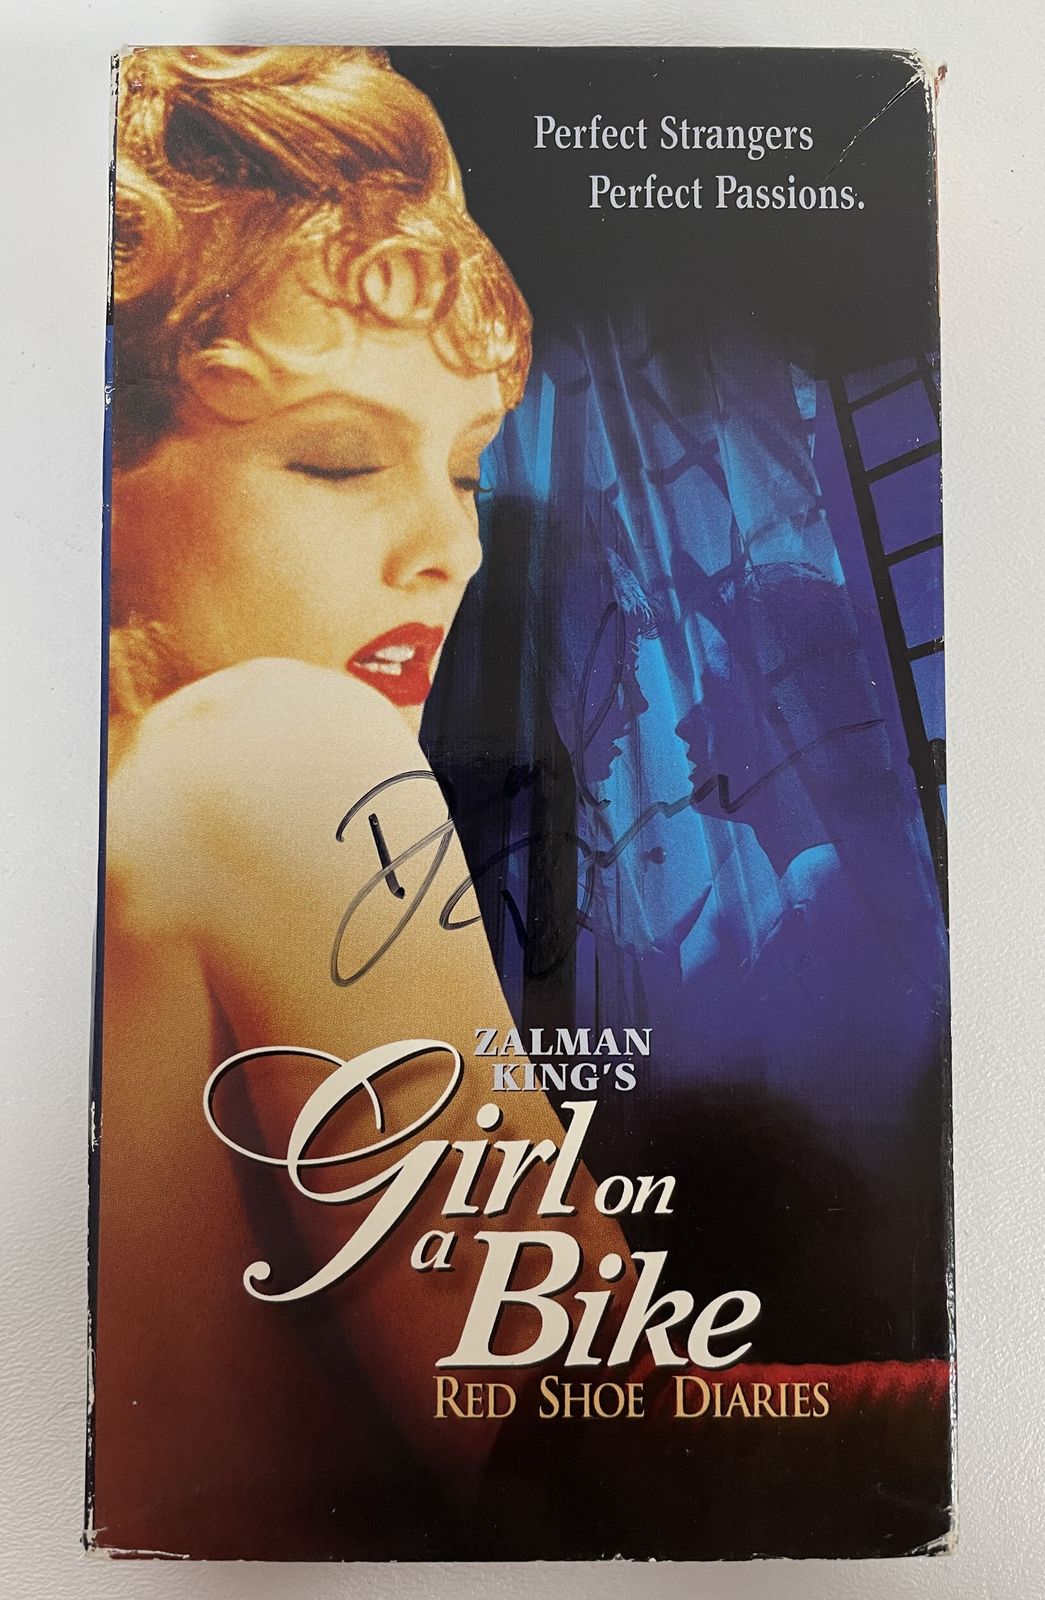 Perfect Strangers
Perfect Passions.
ZALMAN
KING'S
Girl on
a Bike
RED SHOE DIARIES